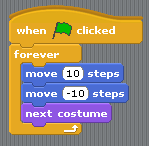 when clicked
forever
move 10 steps
move -10 steps
next costume